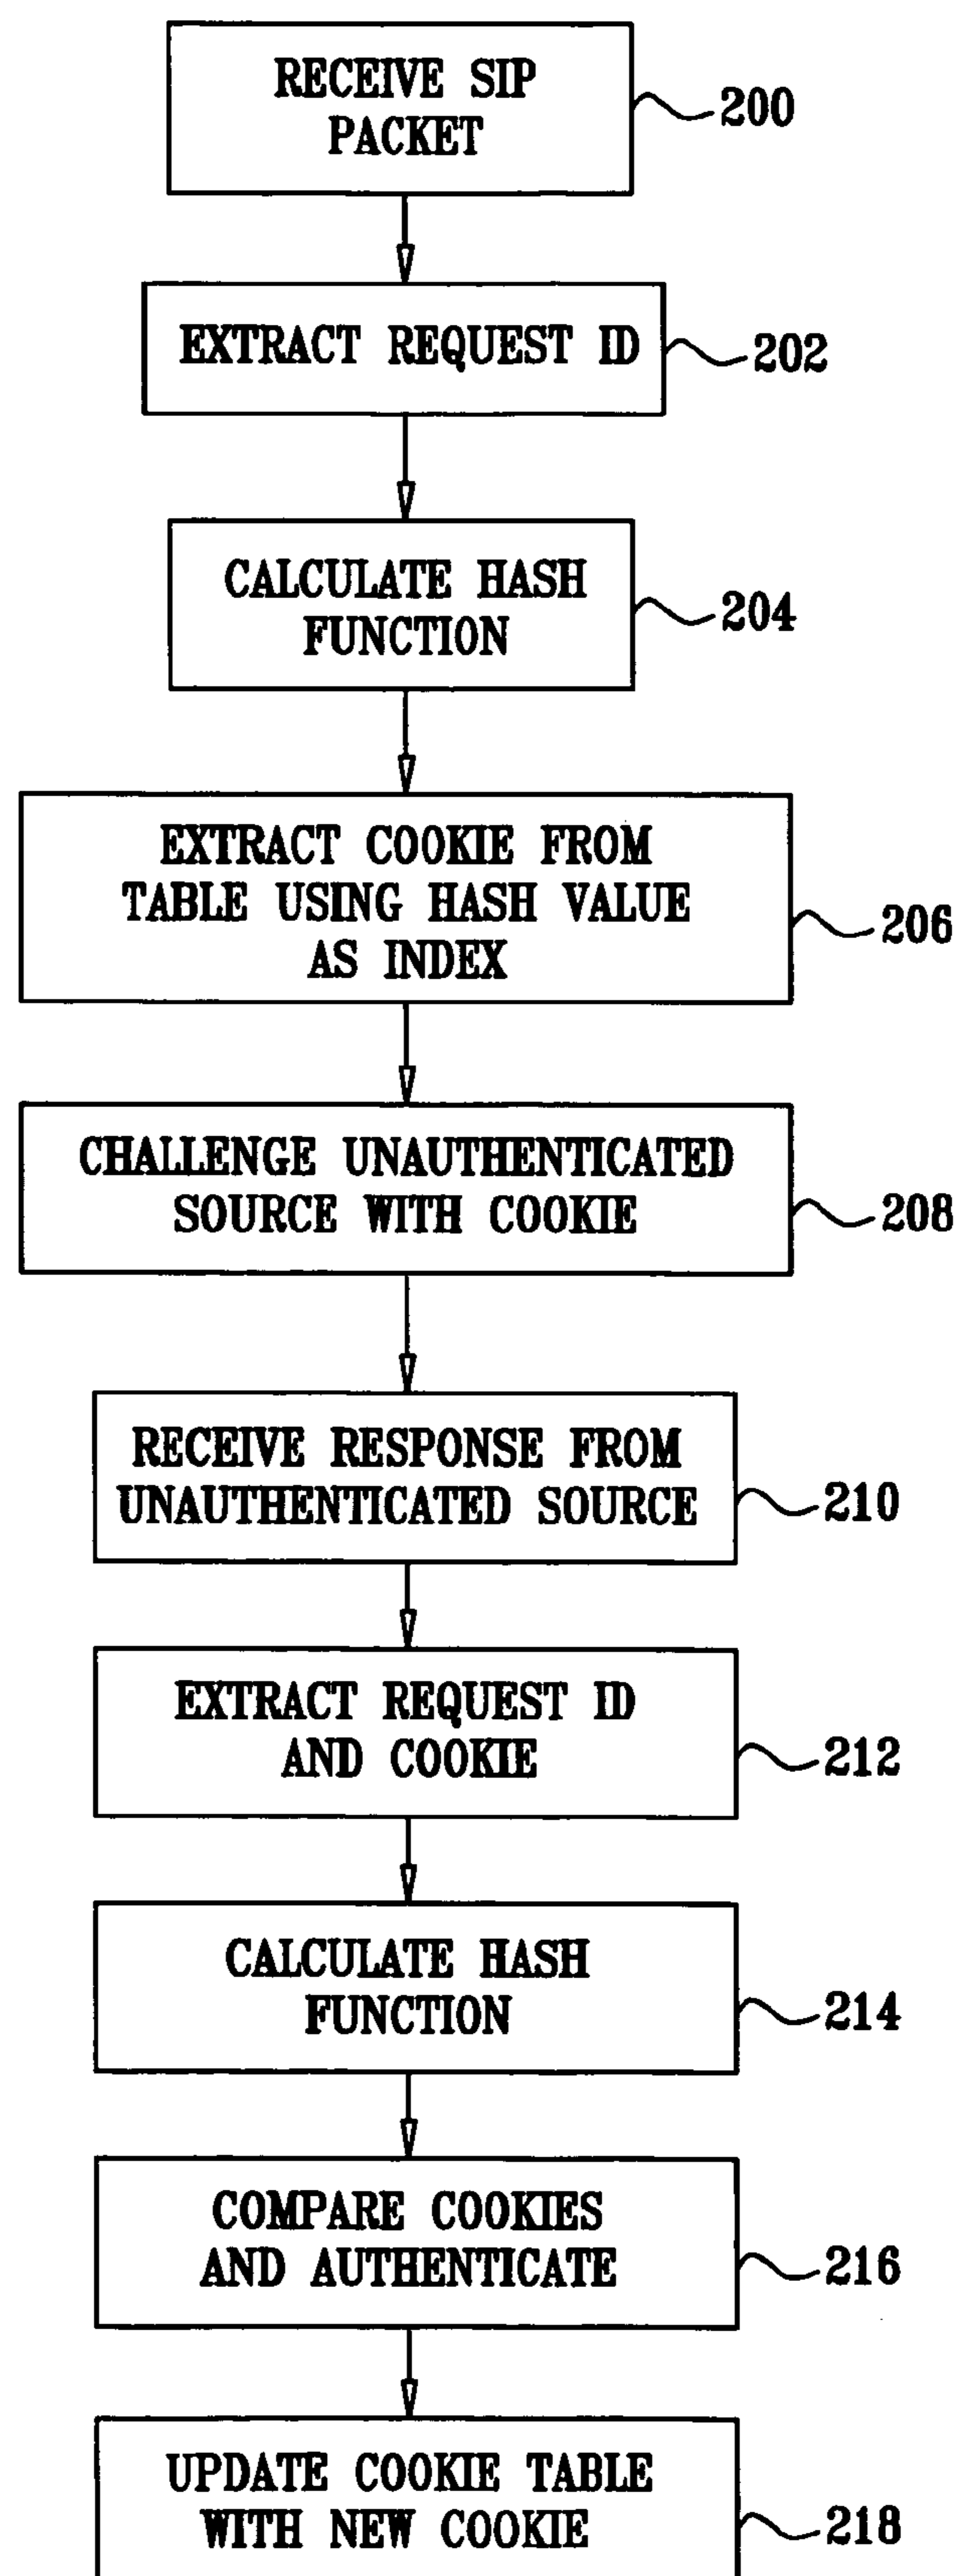 RECEIVE SIP
PACKET
200
EXTRACT REQUEST ID
202
CALCULATE HASH
FUNCTION
204
EXTRACT COOKIE FROM
TABLE USING HASH VALUE
AS INDEX
206
CHALLENGE UNAUTHENTICATED
SOURCE WITH COOKIE
208
RECEIVE RESPONSE FROM
UNAUTHENTICATED SOURCE
210
EXTRACT REQUEST ID
AND COOKIE
212
CALCULATE HASH
FUNCTION
214
COMPARE COOKIES
AND AUTHENTICATE
216
UPDATE COOKIE TABLE
WITH NEW COOKIE
218